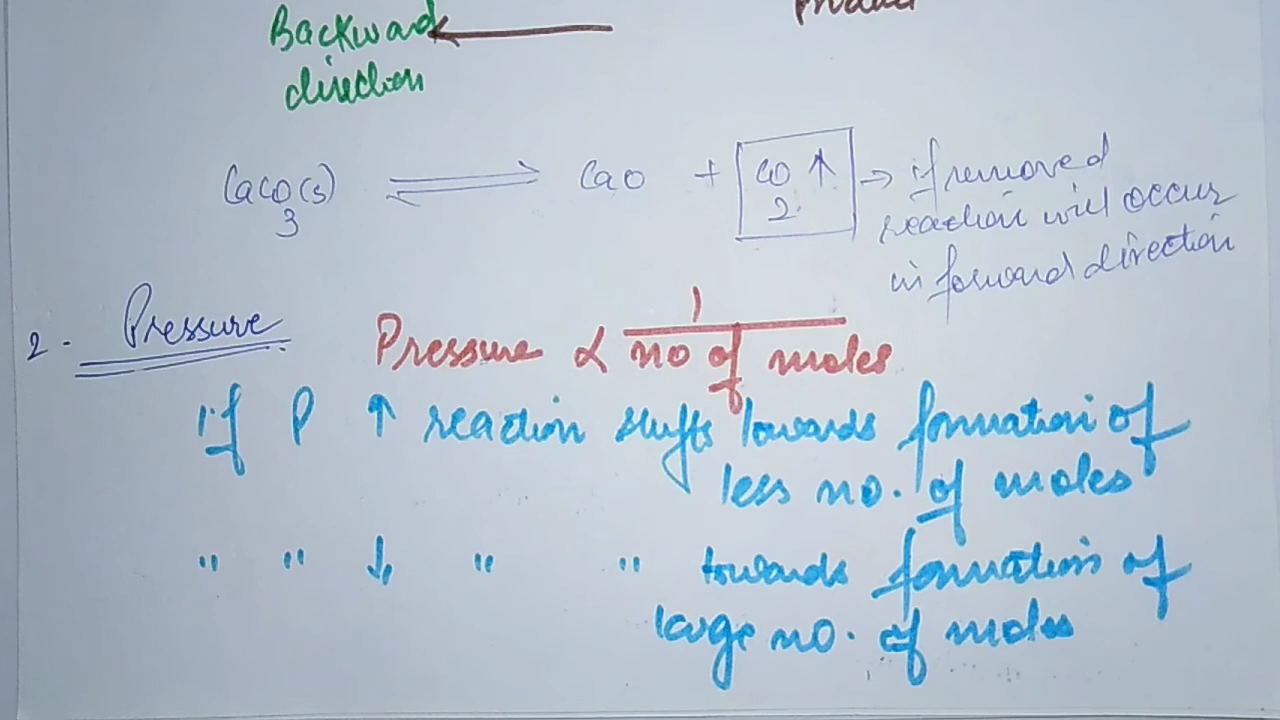 Backward
direction
Product
CaCO3(s) ⇌ CaO + CO2 ↑ → if removed
reaction will occur
in forward direction
2. Pressure
Pressure ∝ 1/no of moles
if P ↑ reaction shifts towards formation of
less no. of moles
" " ↓ " " towards formation of
large no. of moles